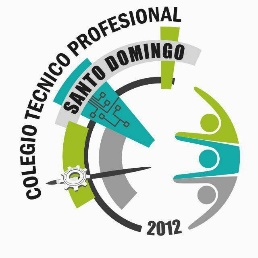 COLEGIO TECNICO PROFESIONAL
SANTO DOMINGO
2012